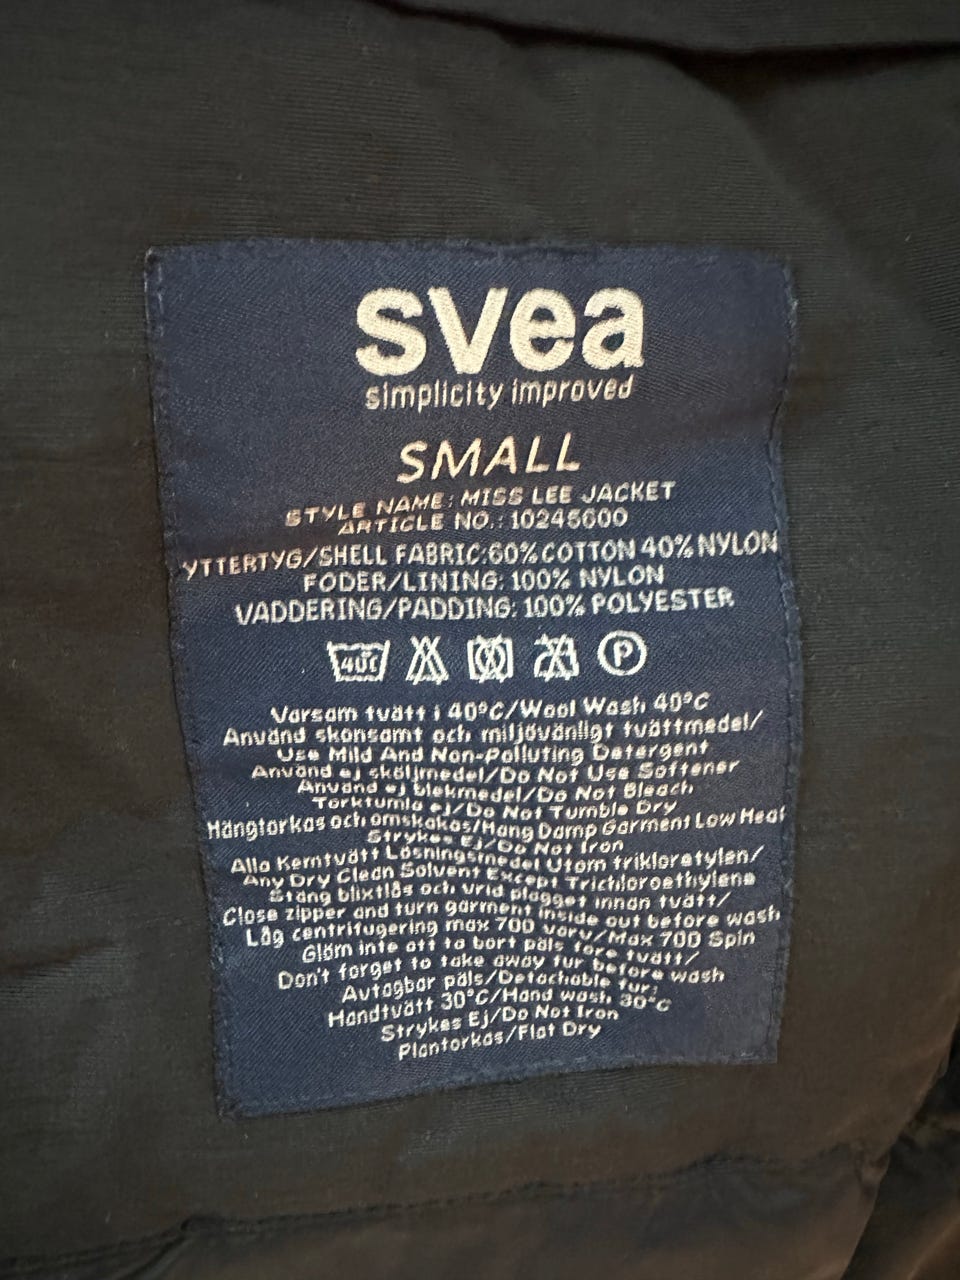 svea
simplicity improved
SMALL
STYLE NAME: MISS LEE JACKET
ARTICLE NO.: 10245600
YTTERTYG/SHELL FABRIC:60% COTTON 40% NYLON
FODER/LINING: 100% NYLON
VADDERING/PADDING: 100% POLYESTER
40°C P
Varsam tvätt i 40°C/Wool Wash 40°C
Använd skonsamt och miljövänligt tvättmedel/
Use Mild And Non-Polluting Detergent
Använd ej sköljmedel/Do Not Use Softener
Använd ej blekmedel/Do Not Bleach
Torktumla ej/Do Not Tumble Dry
Hängtorkas och omskakas/Hang Damp Garment Low Heat
Strykes Ej/Do Not Iron
Alla Kemtvätt Lösningsmedel Utom trikloretylen/
Any Dry Clean Solvent Except Trichloroethylene
Stäng blixtlås och vrid plagget innan tvätt/
Close zipper and turn garment inside out before wash
Låg centrifugering max 700 varv/Max 700 Spin
Glöm inte att ta bort päls före tvätt/
Don't forget to take away fur before wash
Avtagbar päls/Detachable fur:
Handtvätt 30°C/Hand wash 30°C
Strykes Ej/Do Not Iron
Plantorkas/Flat Dry